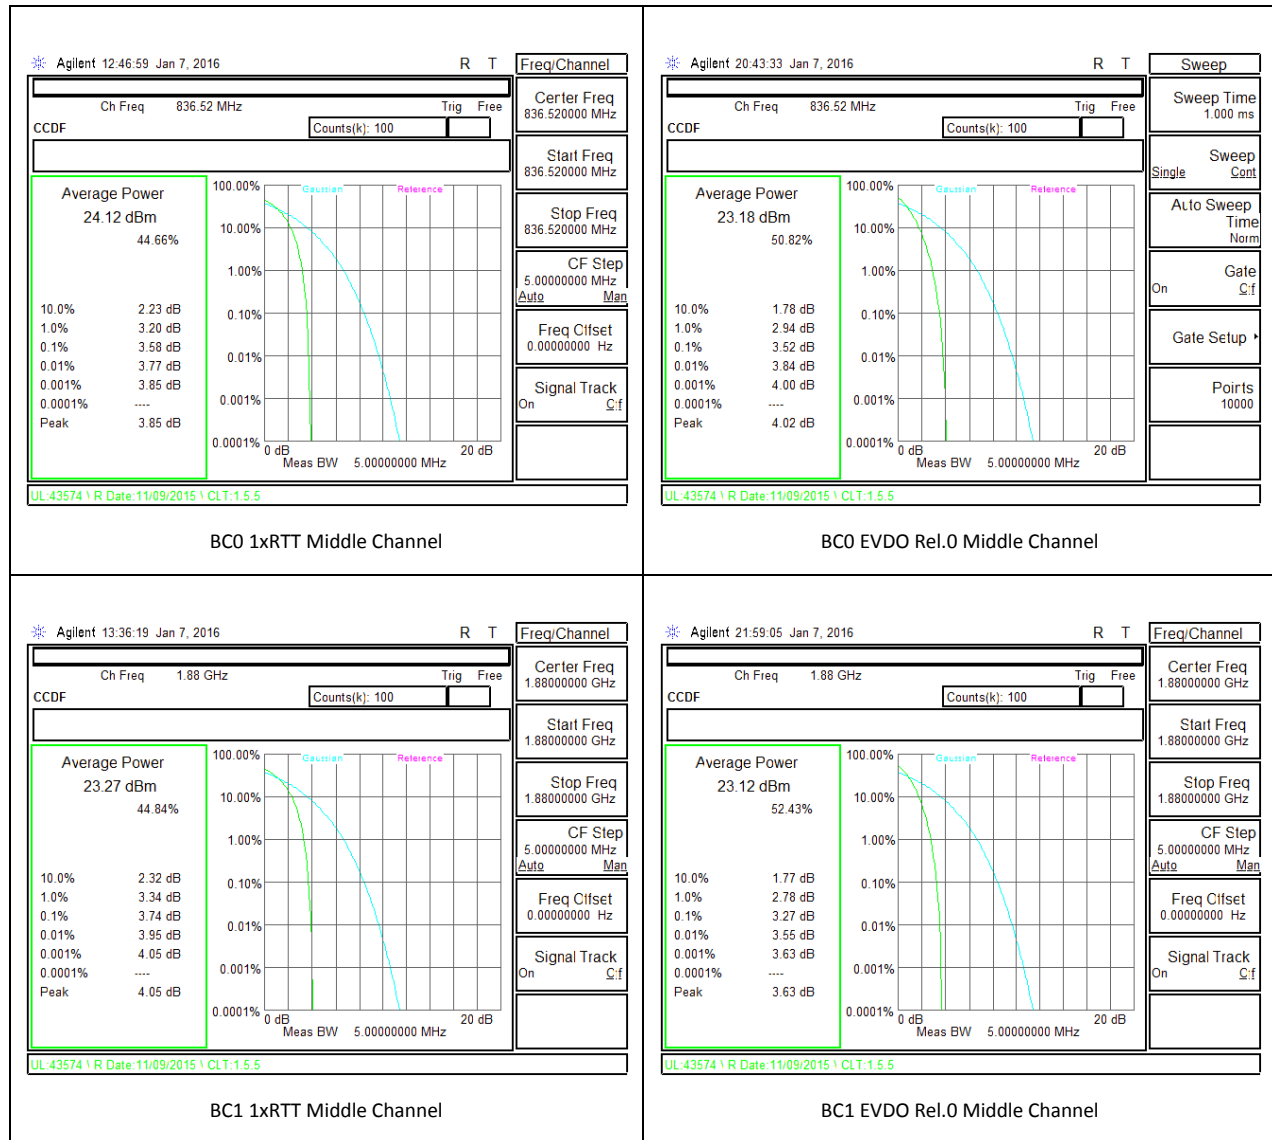 Agilent 12:46:59 Jan 7, 2016 R T
Freq/Channel
Ch Freq 836.52 MHz Trig Free
CCDF Counts(k): 100
Average Power
24.12 dBm
44.66%
10.0% 2.23 dB
1.0% 3.20 dB
0.1% 3.58 dB
0.01% 3.77 dB
0.001% 3.85 dB
0.0001% ----
Peak 3.85 dB
Gaussian Reference
100.00%
10.00%
1.00%
0.10%
0.01%
0.001%
0.0001%
0 dB 20 dB
Meas BW 5.00000000 MHz
Center Freq
836.520000 MHz
Start Freq
836.520000 MHz
Stop Freq
836.520000 MHz
CF Step
5.00000000 MHz
Auto Man
Freq Offset
0.00000000 Hz
Signal Track
On Off
UL:43574 \ R Date:11/09/2015 \ CLT:1.5.5
BC0 1xRTT Middle Channel
Agilent 20:43:33 Jan 7, 2016 R T
Sweep
Ch Freq 836.52 MHz Trig Free
CCDF Counts(k): 100
Average Power
23.18 dBm
50.82%
10.0% 1.78 dB
1.0% 2.94 dB
0.1% 3.52 dB
0.01% 3.84 dB
0.001% 4.00 dB
0.0001% ----
Peak 4.02 dB
Gaussian Reference
100.00%
10.00%
1.00%
0.10%
0.01%
0.001%
0.0001%
0 dB 20 dB
Meas BW 5.00000000 MHz
Sweep Time
1.000 ms
Sweep
Single Cont
Auto Sweep
Time
Norm
Gate
On Off
Gate Setup
Points
10000
UL:43574 \ R Date:11/09/2015 \ CLT:1.5.5
BC0 EVDO Rel.0 Middle Channel
Agilent 13:36:19 Jan 7, 2016 R T
Freq/Channel
Ch Freq 1.88 GHz Trig Free
CCDF Counts(k): 100
Average Power
23.27 dBm
44.84%
10.0% 2.32 dB
1.0% 3.34 dB
0.1% 3.74 dB
0.01% 3.95 dB
0.001% 4.05 dB
0.0001% ----
Peak 4.05 dB
Gaussian Reference
100.00%
10.00%
1.00%
0.10%
0.01%
0.001%
0.0001%
0 dB 20 dB
Meas BW 5.00000000 MHz
Center Freq
1.88000000 GHz
Start Freq
1.88000000 GHz
Stop Freq
1.88000000 GHz
CF Step
5.00000000 MHz
Auto Man
Freq Offset
0.00000000 Hz
Signal Track
On Off
UL:43574 \ R Date:11/09/2015 \ CLT:1.5.5
BC1 1xRTT Middle Channel
Agilent 21:59:05 Jan 7, 2016 R T
Freq/Channel
Ch Freq 1.88 GHz Trig Free
CCDF Counts(k): 100
Average Power
23.12 dBm
52.43%
10.0% 1.77 dB
1.0% 2.78 dB
0.1% 3.27 dB
0.01% 3.55 dB
0.001% 3.63 dB
0.0001% ----
Peak 3.63 dB
Gaussian Reference
100.00%
10.00%
1.00%
0.10%
0.01%
0.001%
0.0001%
0 dB 20 dB
Meas BW 5.00000000 MHz
Center Freq
1.88000000 GHz
Start Freq
1.88000000 GHz
Stop Freq
1.88000000 GHz
CF Step
5.00000000 MHz
Auto Man
Freq Offset
0.00000000 Hz
Signal Track
On Off
UL:43574 \ R Date:11/09/2015 \ CLT:1.5.5
BC1 EVDO Rel.0 Middle Channel